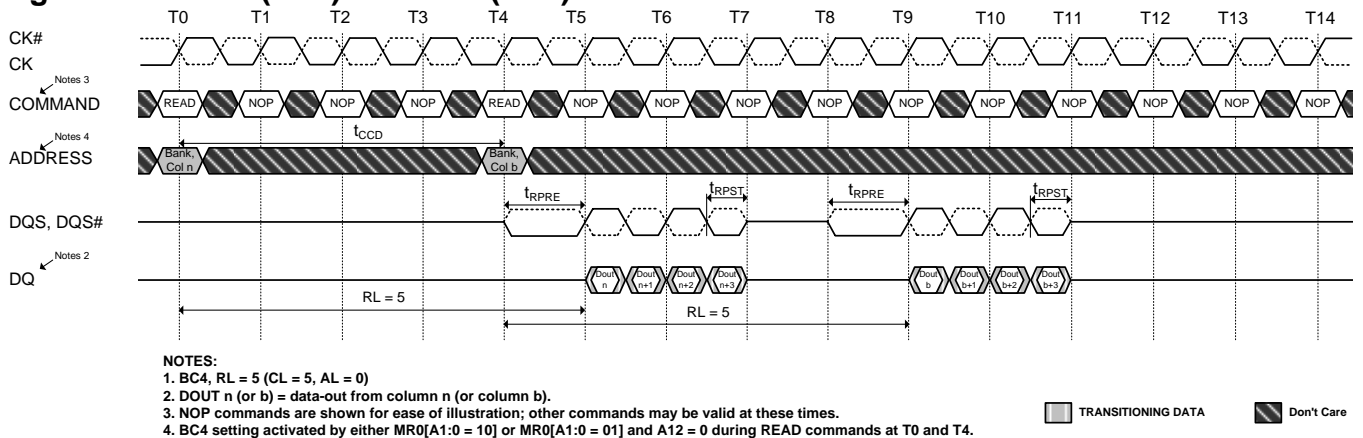 T0 T1 T2 T3 T4 T5 T6 T7 T8 T9 T10 T11 T12 T13 T14
CK#
CK
Notes 3
COMMAND READ NOP NOP NOP READ NOP NOP NOP NOP NOP NOP NOP NOP NOP NOP
tCCD
Notes 4
ADDRESS Bank, Col n Bank, Col b
tRPRE tRPST tRPRE tRPST
DQS, DQS#
Notes 2
DQ Dout n Dout n+1 Dout n+2 Dout n+3 Dout b Dout b+1 Dout b+2 Dout b+3
RL = 5
RL = 5
NOTES:
1. BC4, RL = 5 (CL = 5, AL = 0)
2. DOUT n (or b) = data-out from column n (or column b).
3. NOP commands are shown for ease of illustration; other commands may be valid at these times.
4. BC4 setting activated by either MR0[A1:0 = 10] or MR0[A1:0 = 01] and A12 = 0 during READ commands at T0 and T4.
TRANSITIONING DATA Don't Care